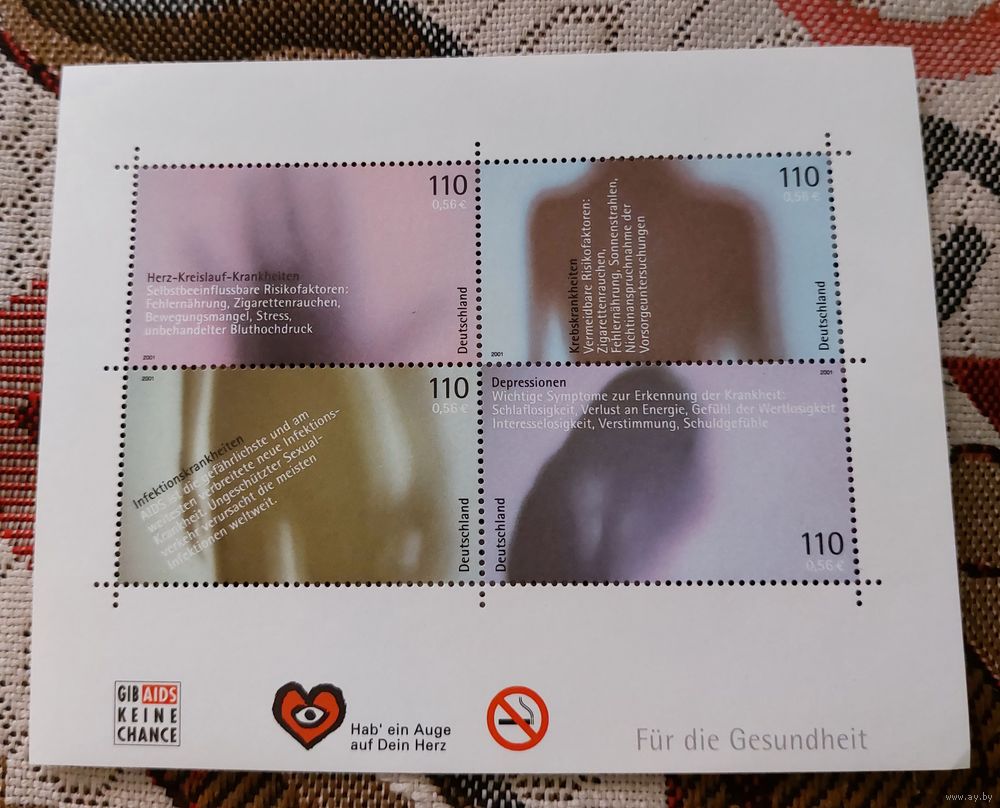 110
0,56 €
Herz-Kreislauf-Krankheiten
Selbstbeeinflussbare Risikofaktoren:
Fehlernährung, Zigarettenrauchen,
Bewegungsmangel, Stress,
unbehandelter Bluthochdruck
Deutschland
2001
110
0,56 €
Krebskrankheiten
Vermeidbare Risikofaktoren:
Zigarettenrauchen,
Fehlernährung, Sonnenstrahlen,
Nichtinanspruchnahme der
Vorsorgeuntersuchungen
Deutschland
2001
2001
110
0,56 €
Infektionskrankheiten
AIDS ist die gefährlichste und am
weitesten verbreitete neue Infektions-
Krankheit. Ungeschützter Sexual-
verkehr verursacht die meisten
Infektionen weltweit.
Deutschland
2001
Depressionen
Wichtige Symptome zur Erkennung der Krankheit:
Schlaflosigkeit, Verlust an Energie, Gefühl der Wertlosigkeit
Interesselosigkeit, Verstimmung, Schuldgefühle
Deutschland
110
0,56 €
GIB AIDS
KEINE
CHANCE
Hab' ein Auge
auf Dein Herz
Für die Gesundheit
www.ay.by